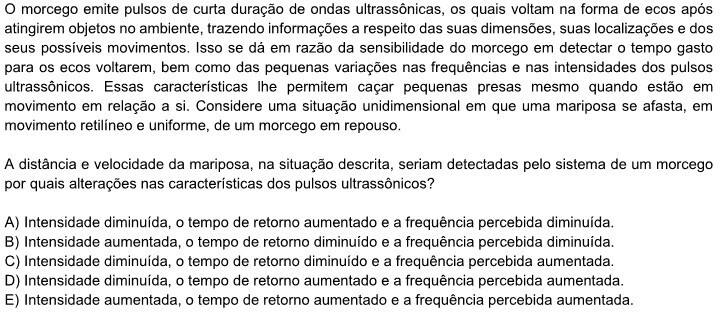 O morcego emite pulsos de curta duração de ondas ultrassônicas, os quais voltam na forma de ecos após
atingirem objetos no ambiente, trazendo informações a respeito das suas dimensões, suas localizações e dos
seus possíveis movimentos. Isso se dá em razão da sensibilidade do morcego em detectar o tempo gasto
para os ecos voltarem, bem como das pequenas variações nas frequências e nas intensidades dos pulsos
ultrassônicos. Essas características lhe permitem caçar pequenas presas mesmo quando estão em
movimento em relação a si. Considere uma situação unidimensional em que uma mariposa se afasta, em
movimento retilíneo e uniforme, de um morcego em repouso.
A distância e velocidade da mariposa, na situação descrita, seriam detectadas pelo sistema de um morcego
por quais alterações nas características dos pulsos ultrassônicos?
A) Intensidade diminuída, o tempo de retorno aumentado e a frequência percebida diminuída.
B) Intensidade aumentada, o tempo de retorno diminuído e a frequência percebida diminuída.
C) Intensidade diminuída, o tempo de retorno diminuído e a frequência percebida aumentada.
D) Intensidade diminuída, o tempo de retorno aumentado e a frequência percebida aumentada.
E) Intensidade aumentada, o tempo de retorno aumentado e a frequência percebida aumentada.